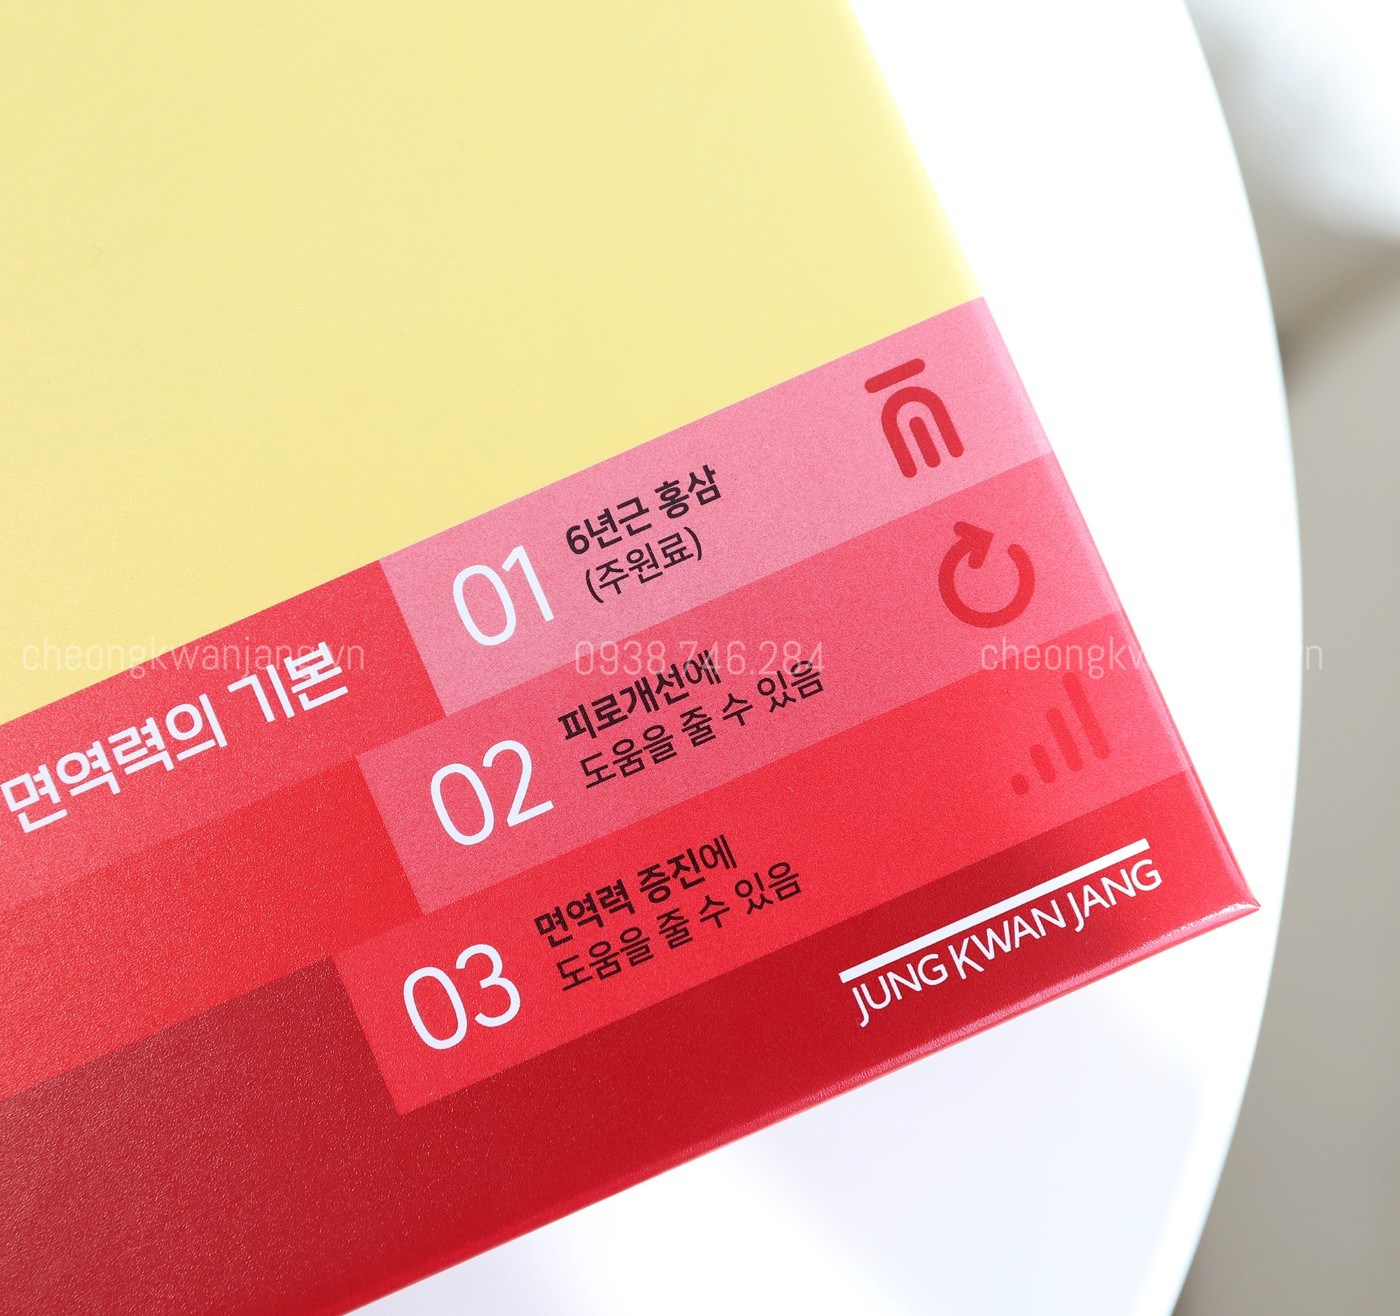 면역력의 기본
01
6년근 홍삼
(주원료)
02
피로개선에
도움을 줄 수 있음
03
면역력 증진에
도움을 줄 수 있음
JUNG KWAN JANG
cheongkwanjang.vn
0938.746.284
cheongkwanjang.vn